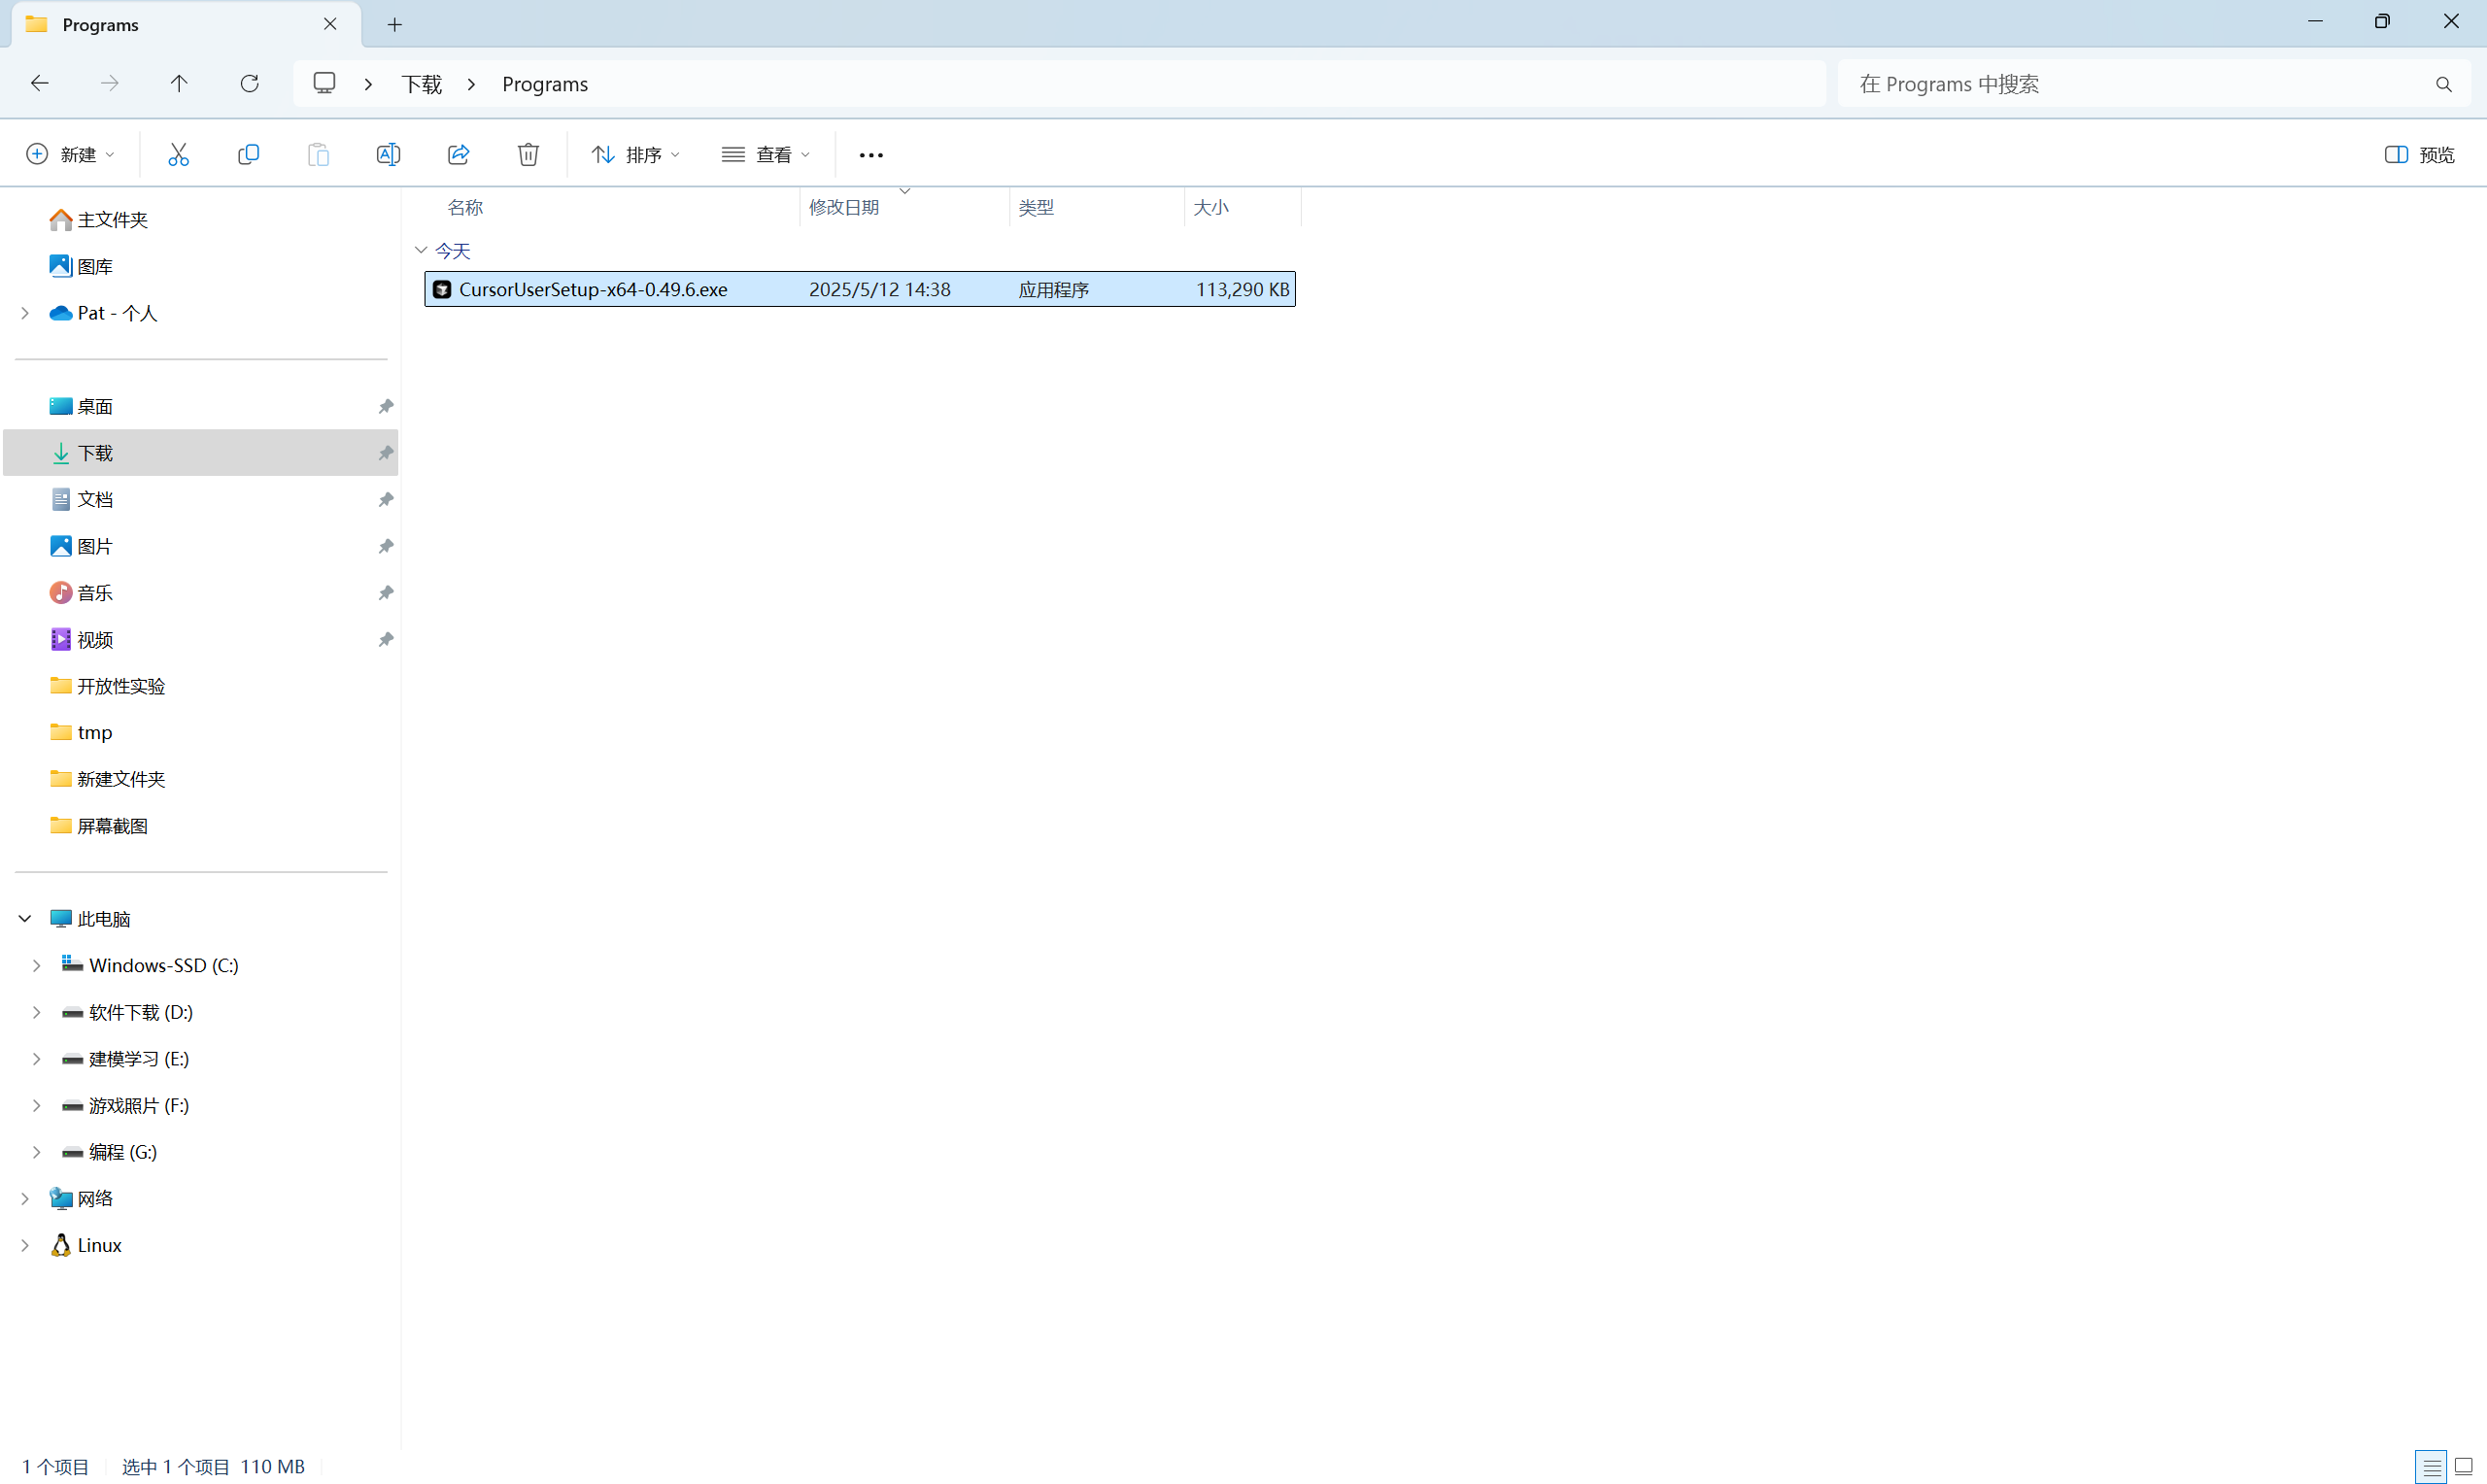 Programs
下载 Programs
在 Programs 中搜索
新建 排序 查看 预览
名称 修改日期 类型 大小
今天
CursorUserSetup-x64-0.49.6.exe 2025/5/12 14:38 应用程序 113,290 KB
主文件夹
图库
Pat - 个人
桌面
下载
文档
图片
音乐
视频
开放性实验
tmp
新建文件夹
屏幕截图
此电脑
Windows-SSD (C:)
软件下载 (D:)
建模学习 (E:)
游戏照片 (F:)
编程 (G:)
网络
Linux
1 个项目 选中 1 个项目 110 MB